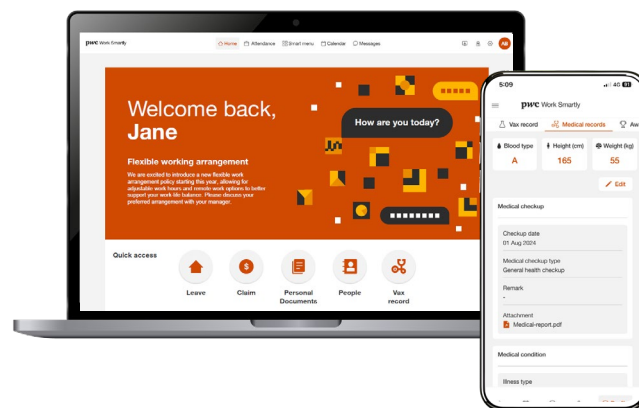 pwc Work Smartly
Home Attendance Smart menu Calendar Messages
AB
Welcome back,
Jane
Flexible working arrangement
We are excited to introduce a new flexible work
arrangement policy starting this year, allowing for
adjustable work hours and remote work options to better
support your work-life balance. Please discuss your
preferred arrangement with your manager.
How are you today?
Quick access
Leave
Claim
Personal
Documents
People
Vax
record
5:09
4G 91
pwc Work Smartly
Vax record Medical records Aw
Blood type Height (cm) Weight (kg)
A 165 55
Edit
Medical checkup
Checkup date
01 Aug 2024
Medical checkup type
General health checkup
Remark
-
Attachment
Medical-report.pdf
Medical condition
Illness type